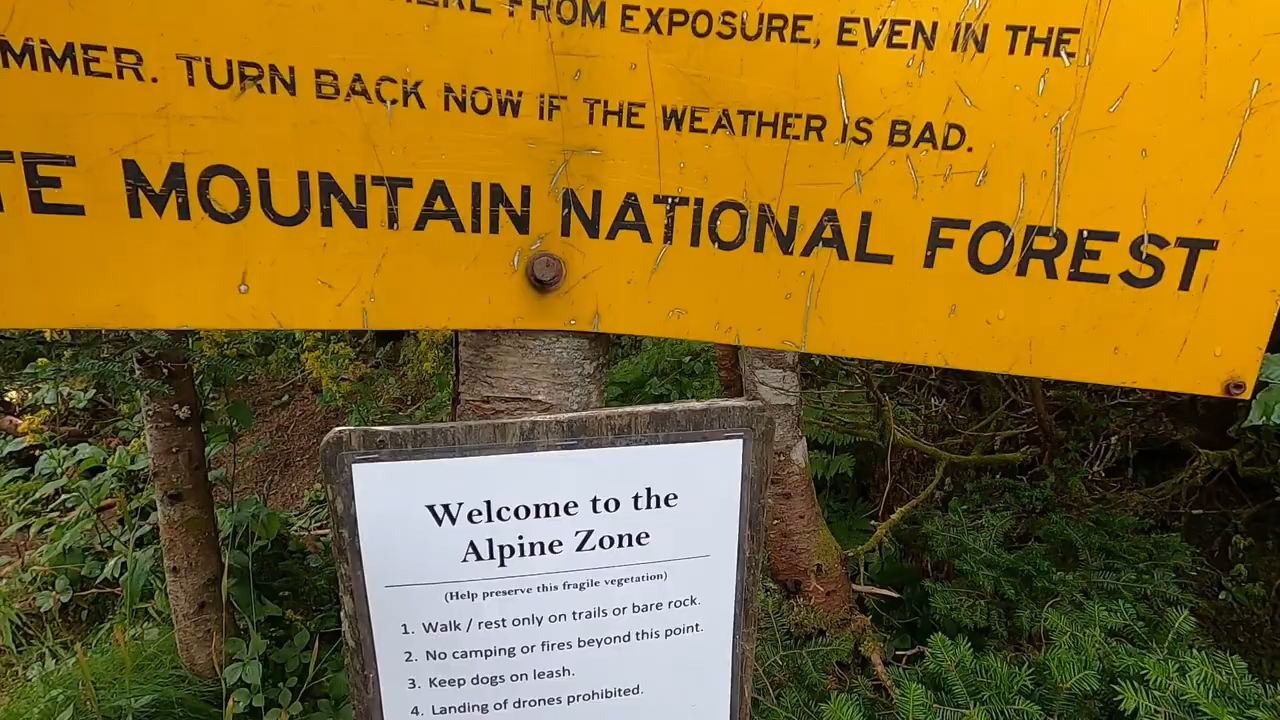 FROM EXPOSURE, EVEN IN THE
TURN BACK NOW IF THE WEATHER IS BAD.
MOUNTAIN NATIONAL FOREST
Welcome to the
Alpine Zone
(Help preserve this fragile vegetation)
1. Walk / rest only on trails or bare rock.
2. No camping or fires beyond this point.
3. Keep dogs on leash.
4. Landing of drones prohibited.